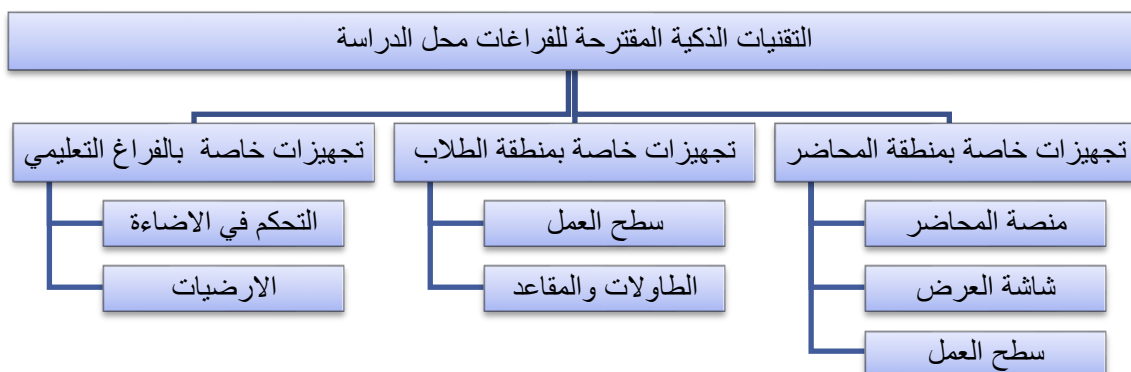 التقنيات الذكية المقترحة للفراغات محل الدراسة
تجهيزات خاصة بمنطقة المحاضر
منصة المحاضر
شاشة العرض
سطح العمل
تجهيزات خاصة بمنطقة الطلاب
سطح العمل
الطاولات والمقاعد
تجهيزات خاصة بالفراغ التعليمي
التحكم في الاضاءة
الارضيات